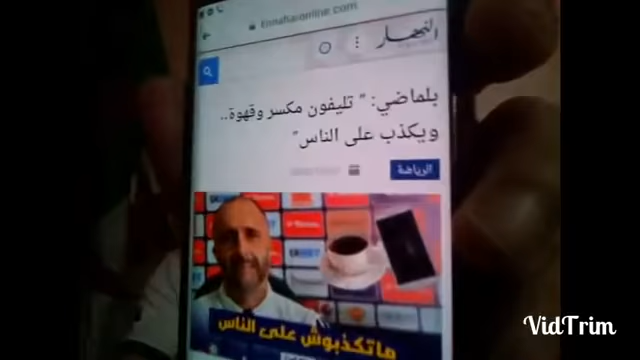 ennaharonline.com
النهار
بلماضي: " تليفون مكسر وقهوة..
ويكذب على الناس"
الرياضة
ماتكذبوش على الناس
VidTrim